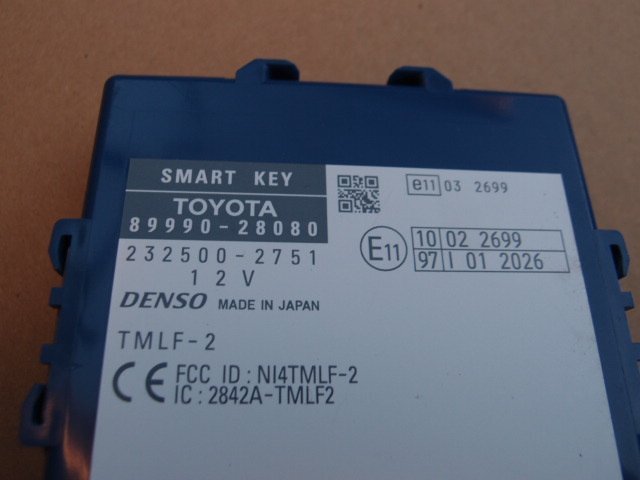 SMART KEY
TOYOTA
89990-28080
232500-2751
12V
DENSO MADE IN JAPAN
TMLF-2
CE FCC ID : NI4TMLF-2
IC : 2842A-TMLF2
e11 03 2699
E11 10 02 2699
97 I 01 2026